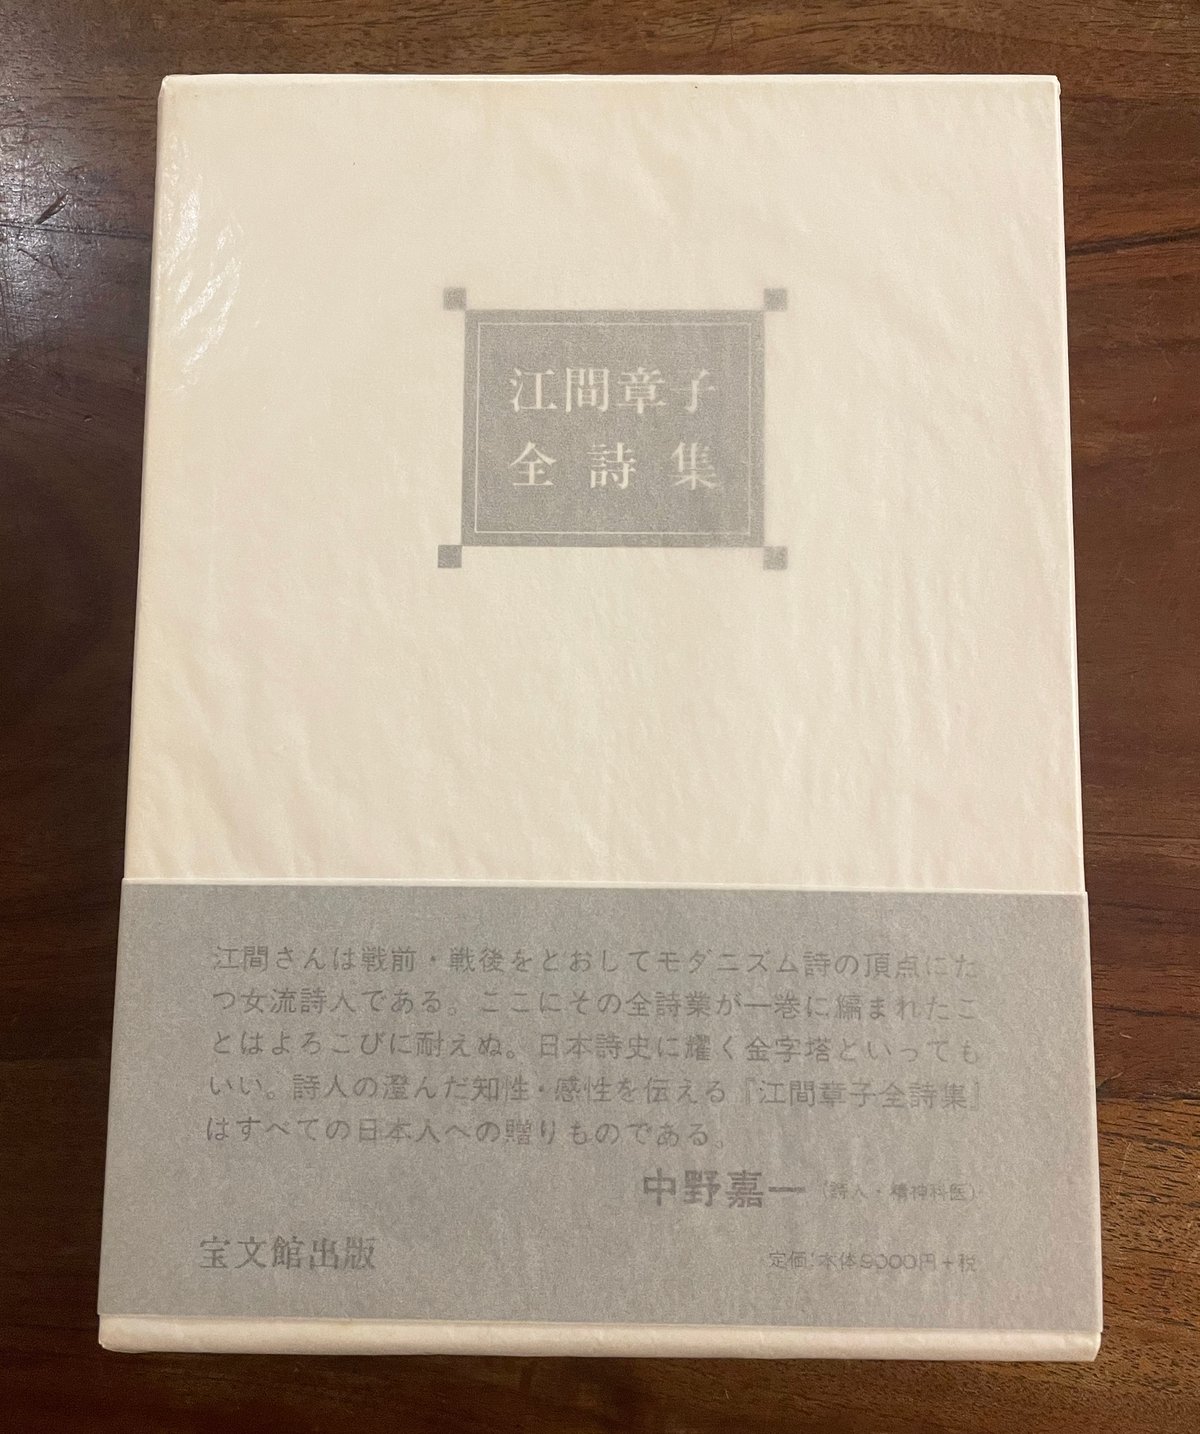 江間章子
全詩集
江間さんは戦前・戦後をとおしてモダニズム詩の頂点にた
つ女流詩人である。ここにその全詩業が一巻に編まれたこ
とはよろこびに耐えぬ。日本詩史に耀く金字塔といっても
いい。詩人の澄んだ知性・感性を伝える『江間章子全詩集』
はすべての日本人への贈りものである。
中野嘉一（詩人・精神科医）
宝文館出版
定価：本体9000円＋税